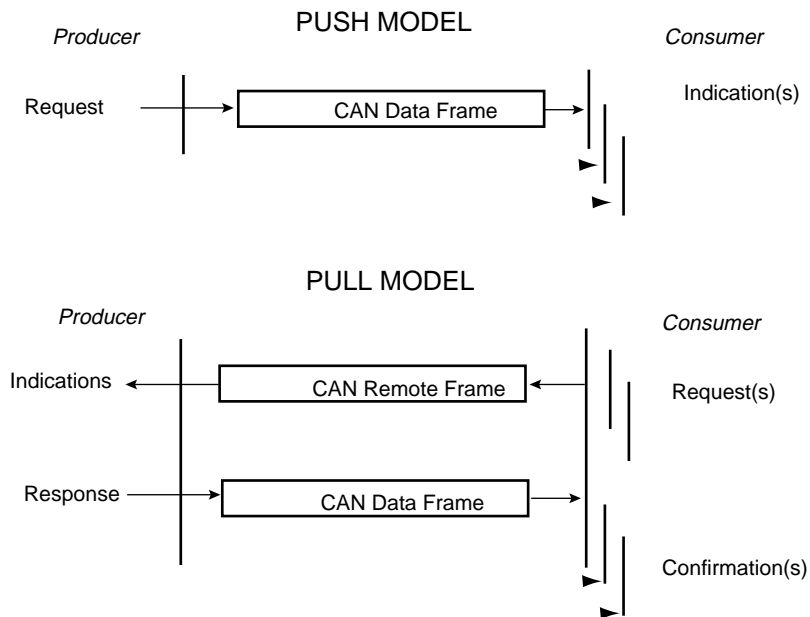 PUSH MODEL
Producer
Consumer
Request
CAN Data Frame
Indication(s)
PULL MODEL
Producer
Consumer
Indications
CAN Remote Frame
Request(s)
Response
CAN Data Frame
Confirmation(s)